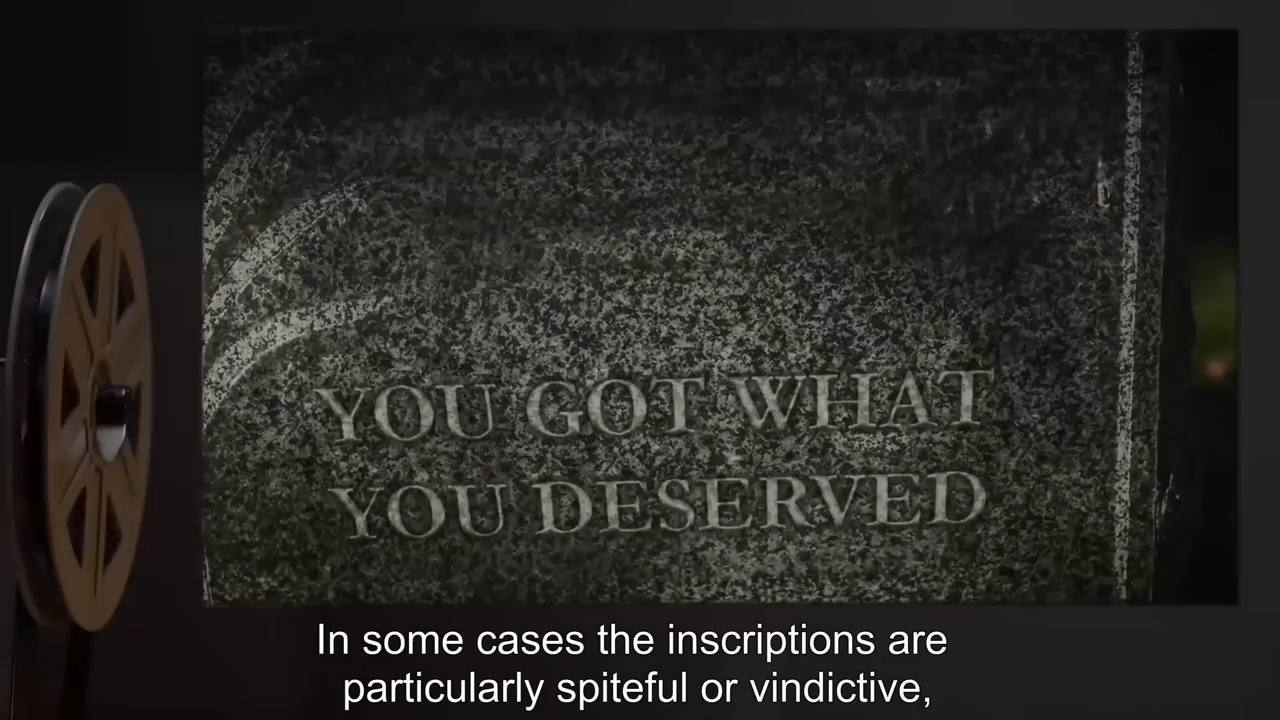 YOU GOT WHAT
YOU DESERVED
In some cases the inscriptions are
particularly spiteful or vindictive,